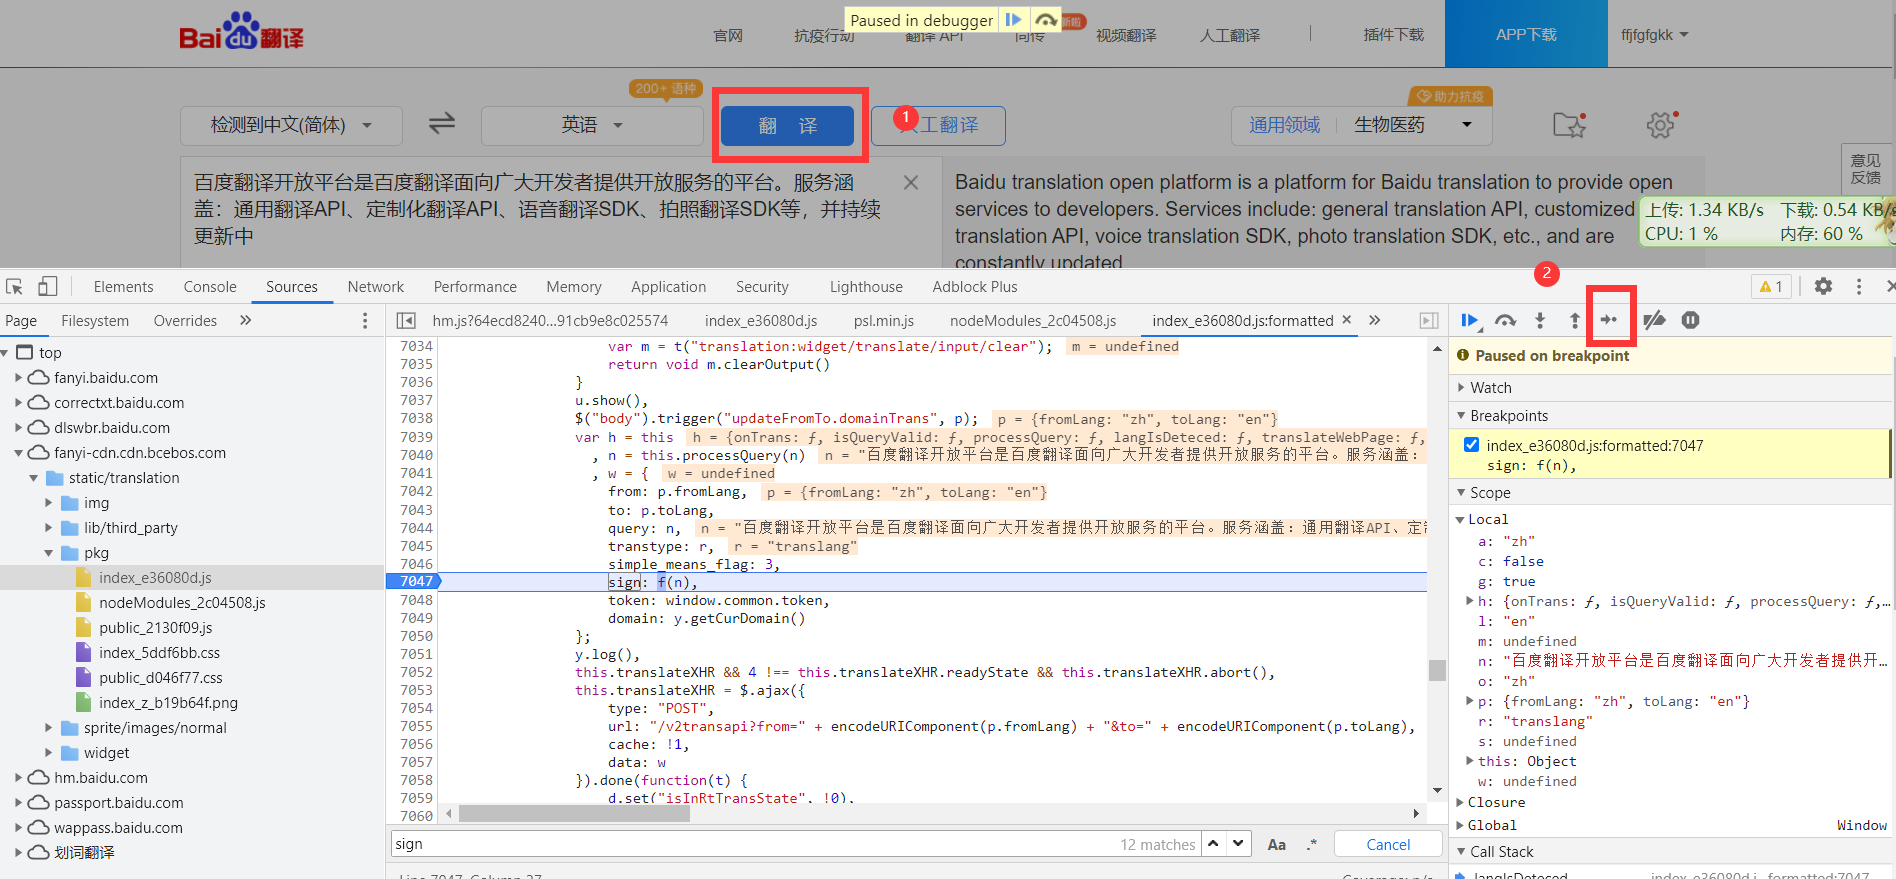 Paused in debugger
Bai du 翻译
官网
抗疫行动
翻译 API
同传
视频翻译
人工翻译
插件下载
APP下载
ffjfgfgkk
200+ 语种
助力抗疫
检测到中文(简体)
英语
翻 译
1
人工翻译
通用领域
生物医药
意见
反馈
百度翻译开放平台是百度翻译面向广大开发者提供开放服务的平台。服务涵
盖：通用翻译API、定制化翻译API、语音翻译SDK、拍照翻译SDK等，并持续
更新中
Baidu translation open platform is a platform for Baidu translation to provide open
services to developers. Services include: general translation API, customized
translation API, voice translation SDK, photo translation SDK, etc., and are
constantly updated
上传: 1.34 KB/s 下载: 0.54 KB/s
CPU: 1 % 内存: 60 %
2
Elements Console Sources Network Performance Memory Application Security Lighthouse Adblock Plus
1
Page Filesystem Overrides
hm.js?64ecd8240...91cb9e8c025574 index_e36080d.js psl.min.js nodeModules_2c04508.js index_e36080d.js:formatted
top
fanyi.baidu.com
correctxt.baidu.com
dlswbr.baidu.com
fanyi-cdn.cdn.bcebos.com
static/translation
img
lib/third_party
pkg
index_e36080d.js
nodeModules_2c04508.js
public_2130f09.js
index_5ddf6bb.css
public_d046f77.css
index_z_b19b64f.png
sprite/images/normal
widget
hm.baidu.com
passport.baidu.com
wappass.baidu.com
划词翻译
7034 var m = t("translation:widget/translate/input/clear"); m = undefined
7035 return void m.clearOutput()
7036 }
7037 u.show(),
7038 $("body").trigger("updateFromTo.domainTrans", p); p = {fromLang: "zh", toLang: "en"}
7039 var h = this h = {onTrans: ƒ, isQueryValid: ƒ, processQuery: ƒ, langIsDeteced: ƒ, translateWebPage: ƒ,
7040 , n = this.processQuery(n) n = "百度翻译开放平台是百度翻译面向广大开发者提供开放服务的平台。服务涵盖：
7041 , w = { w = undefined
7042 from: p.fromLang, p = {fromLang: "zh", toLang: "en"}
7043 to: p.toLang,
7044 query: n, n = "百度翻译开放平台是百度翻译面向广大开发者提供开放服务的平台。服务涵盖：通用翻译API、定制
7045 transtype: r, r = "translang"
7046 simple_means_flag: 3,
7047 sign: f(n),
7048 token: window.common.token,
7049 domain: y.getCurDomain()
7050 };
7051 y.log(),
7052 this.translateXHR && 4 !== this.translateXHR.readyState && this.translateXHR.abort(),
7053 this.translateXHR = $.ajax({
7054 type: "POST",
7055 url: "/v2transapi?from=" + encodeURIComponent(p.fromLang) + "&to=" + encodeURIComponent(p.toLang),
7056 cache: !1,
7057 data: w
7058 }).done(function(t) {
7059 d.set("isInRtTransState", !0),
7060
sign
12 matches
Aa
.*
Cancel
Line 7047, Column 27
Paused on breakpoint
Watch
Breakpoints
index_e36080d.js:formatted:7047
sign: f(n),
Scope
Local
a: "zh"
c: false
g: true
h: {onTrans: ƒ, isQueryValid: ƒ, processQuery: ƒ,…
l: "en"
m: undefined
n: "百度翻译开放平台是百度翻译面向广大开发者提供开…
o: "zh"
p: {fromLang: "zh", toLang: "en"}
r: "translang"
s: undefined
this: Object
w: undefined
Closure
Global Window
Call Stack
langIsDeteced